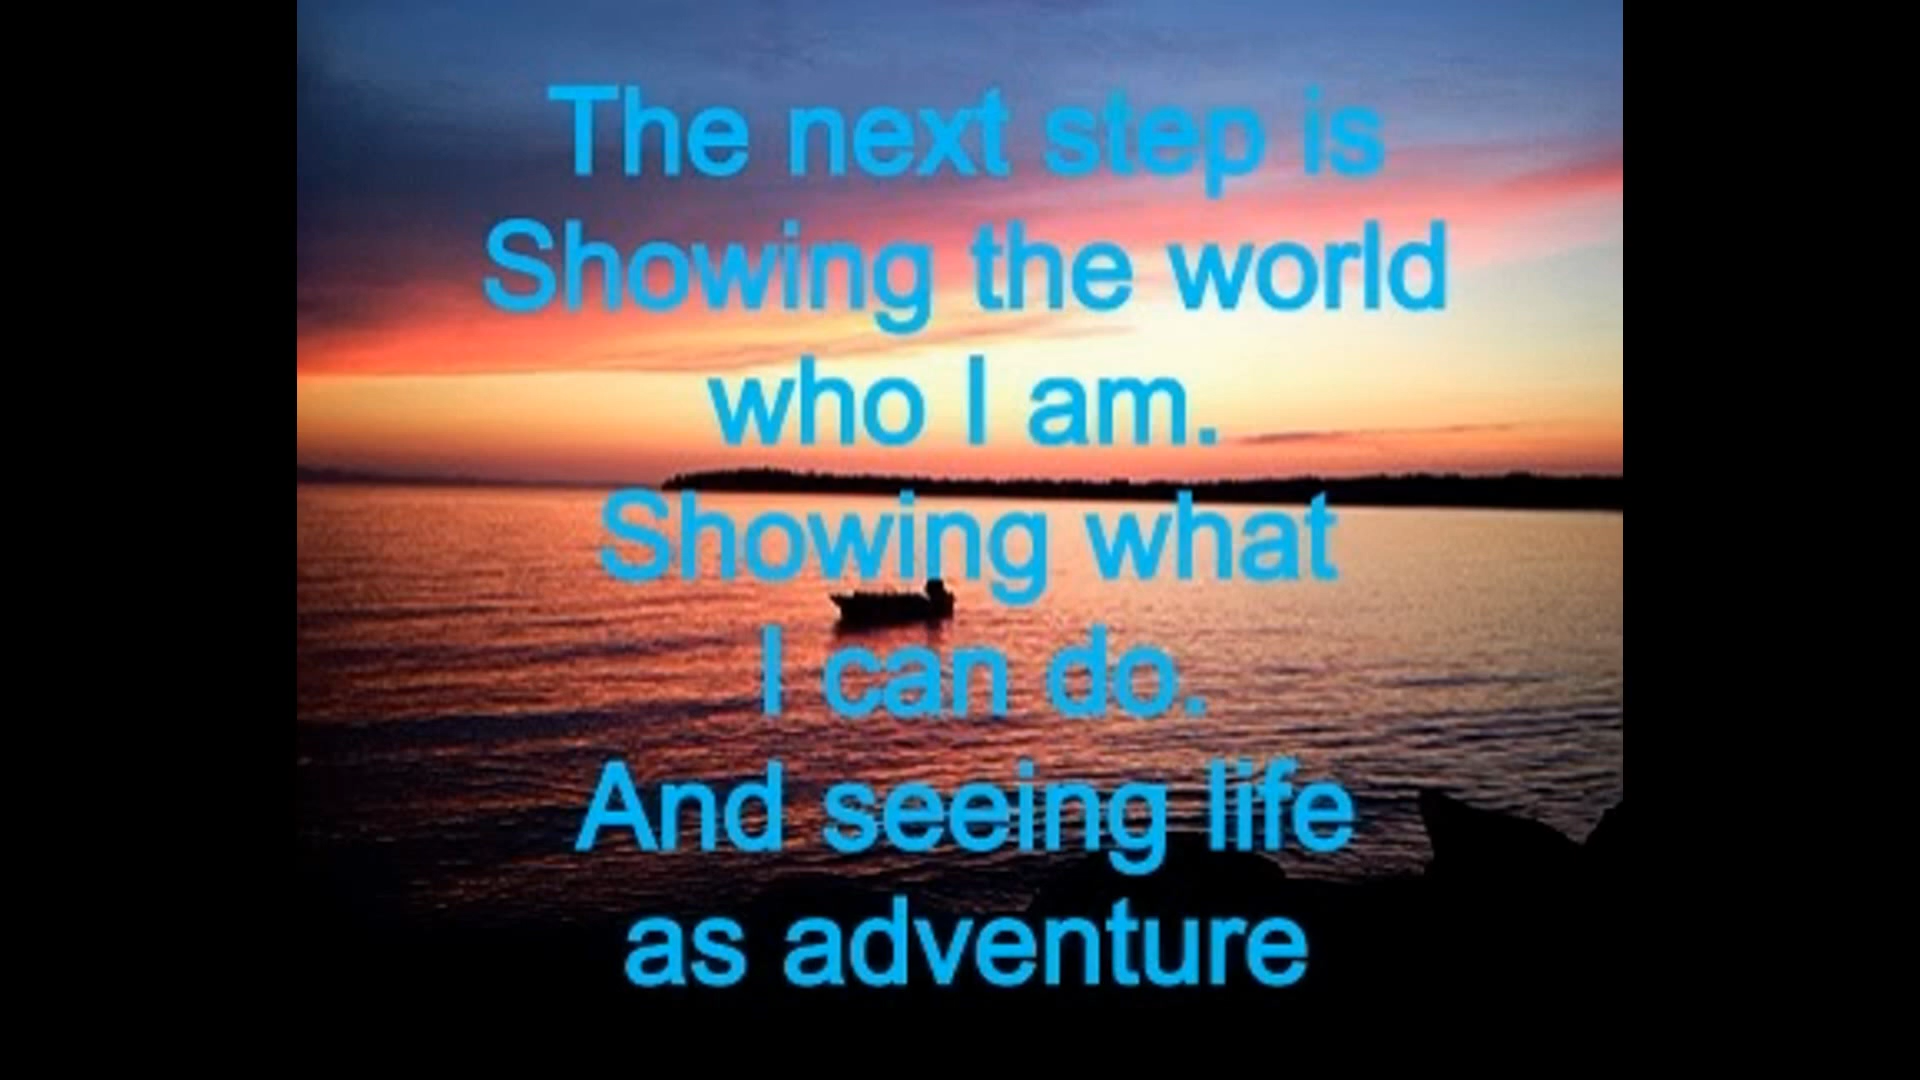 The next step is
Showing the world
who I am.
Showing what
I can do.
And seeing life
as adventure